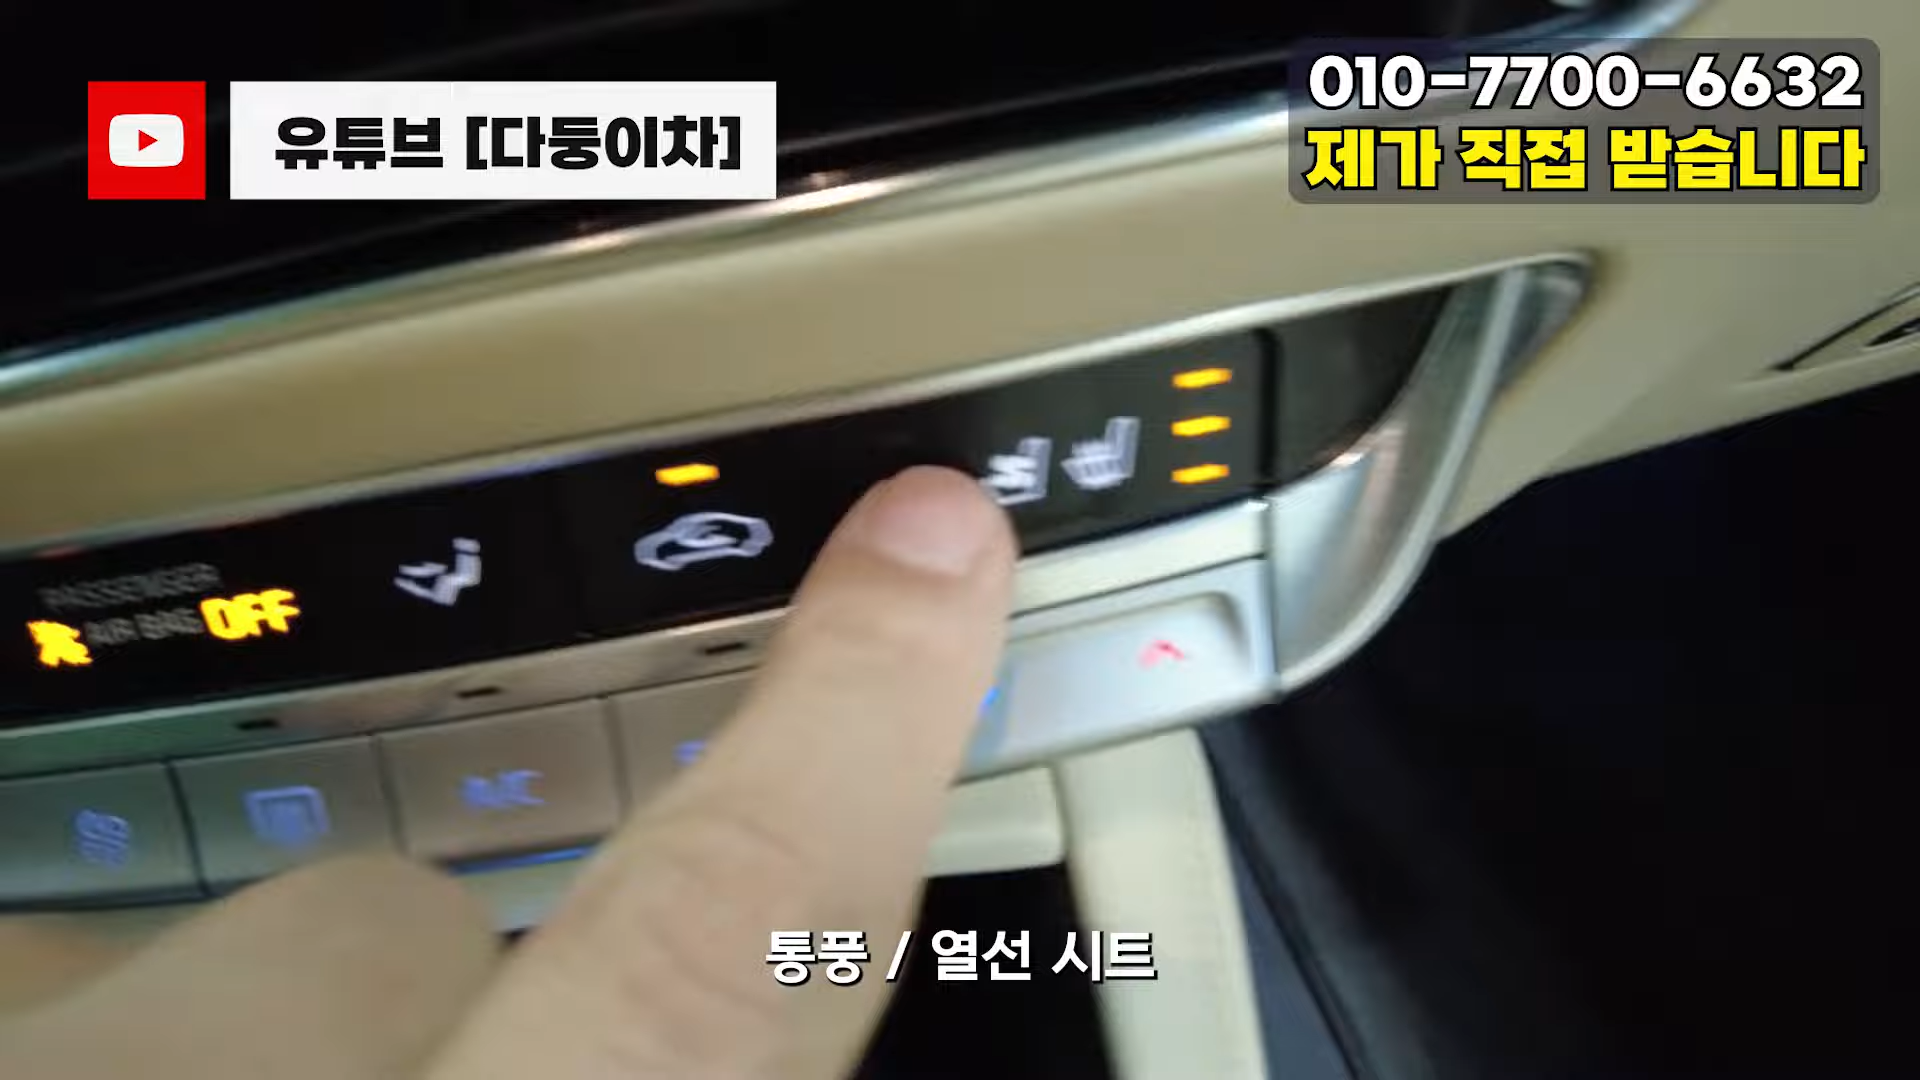 유튜브 [다둥이차]
010-7700-6632
제가 직접 받습니다
PASSENGER
AIR BAG OFF
A/C
통풍 / 열선 시트